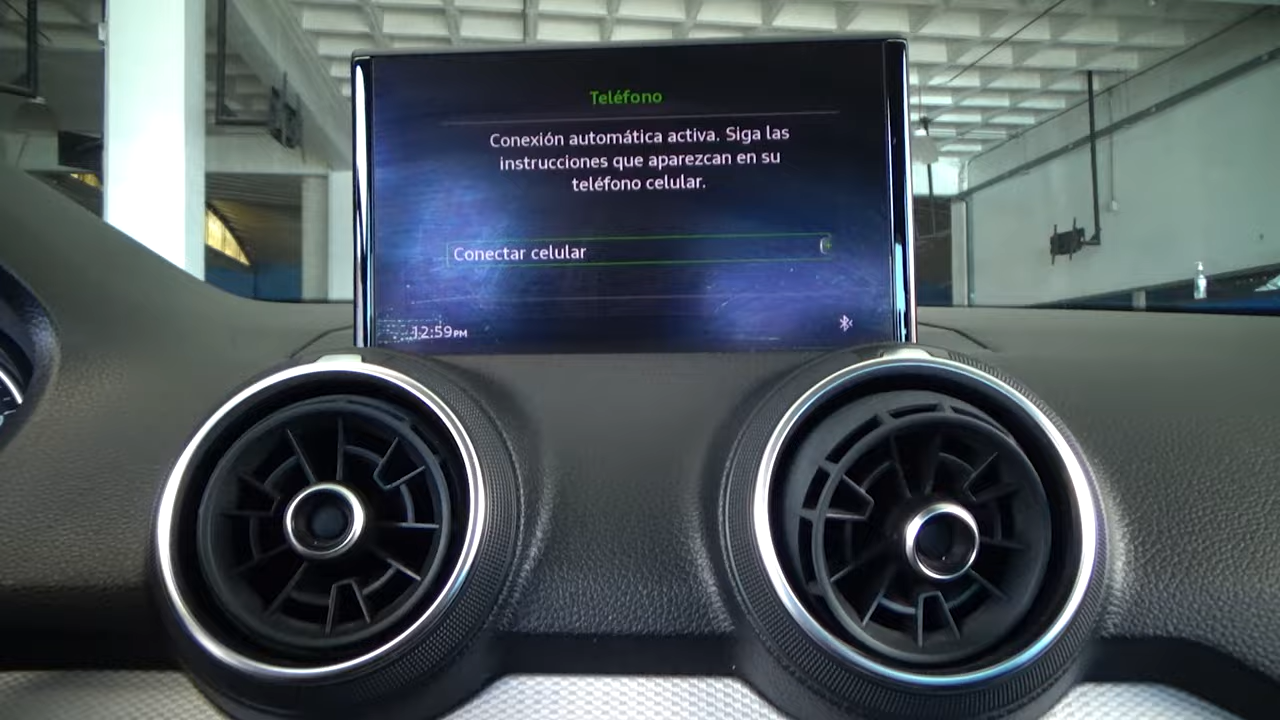 Teléfono
Conexión automática activa. Siga las
instrucciones que aparezcan en su
teléfono celular.
Conectar celular
12:59PM